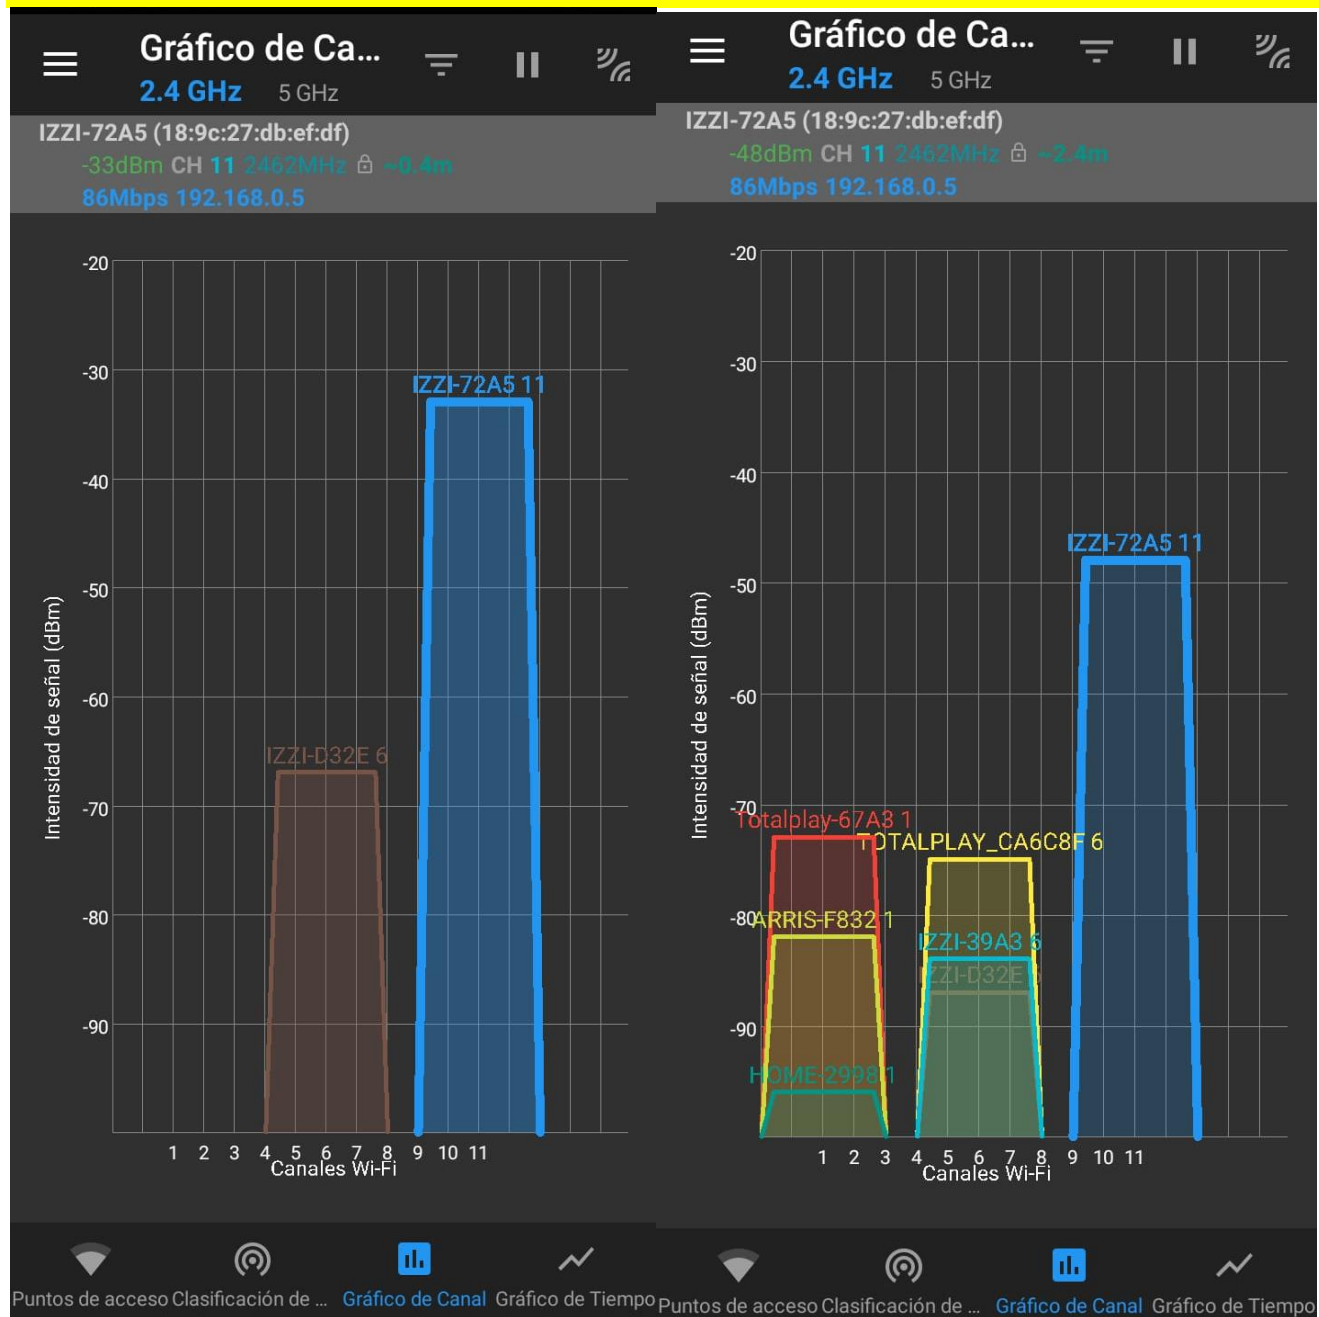 Gráfico de Ca...
2.4 GHz 5 GHz
IZZI-72A5 (18:9c:27:db:ef:df)
-33dBm CH 11 2462MHz ~0.4m
86Mbps 192.168.0.5
-20
-30
IZZI-72A5 11
-40
-50
-60
IZZI-D32E 6
-70
-80
-90
Intensidad de señal (dBm)
1 2 3 4 5 6 7 8 9 10 11
Canales Wi-Fi
Puntos de acceso Clasificación de ... Gráfico de Canal Gráfico de Tiempo
Gráfico de Ca...
2.4 GHz 5 GHz
IZZI-72A5 (18:9c:27:db:ef:df)
-48dBm CH 11 2462MHz ~2.4m
86Mbps 192.168.0.5
-20
-30
-40
IZZI-72A5 11
-50
-60
-70
Totalplay-67A3 1
TOTALPLAY_CA6C8F 6
-80
ARRIS-F832 1
IZZI-39A3 6
IZZI-D32E 6
-90
HOME-2998 1
Intensidad de señal (dBm)
1 2 3 4 5 6 7 8 9 10 11
Canales Wi-Fi
Puntos de acceso Clasificación de ... Gráfico de Canal Gráfico de Tiempo